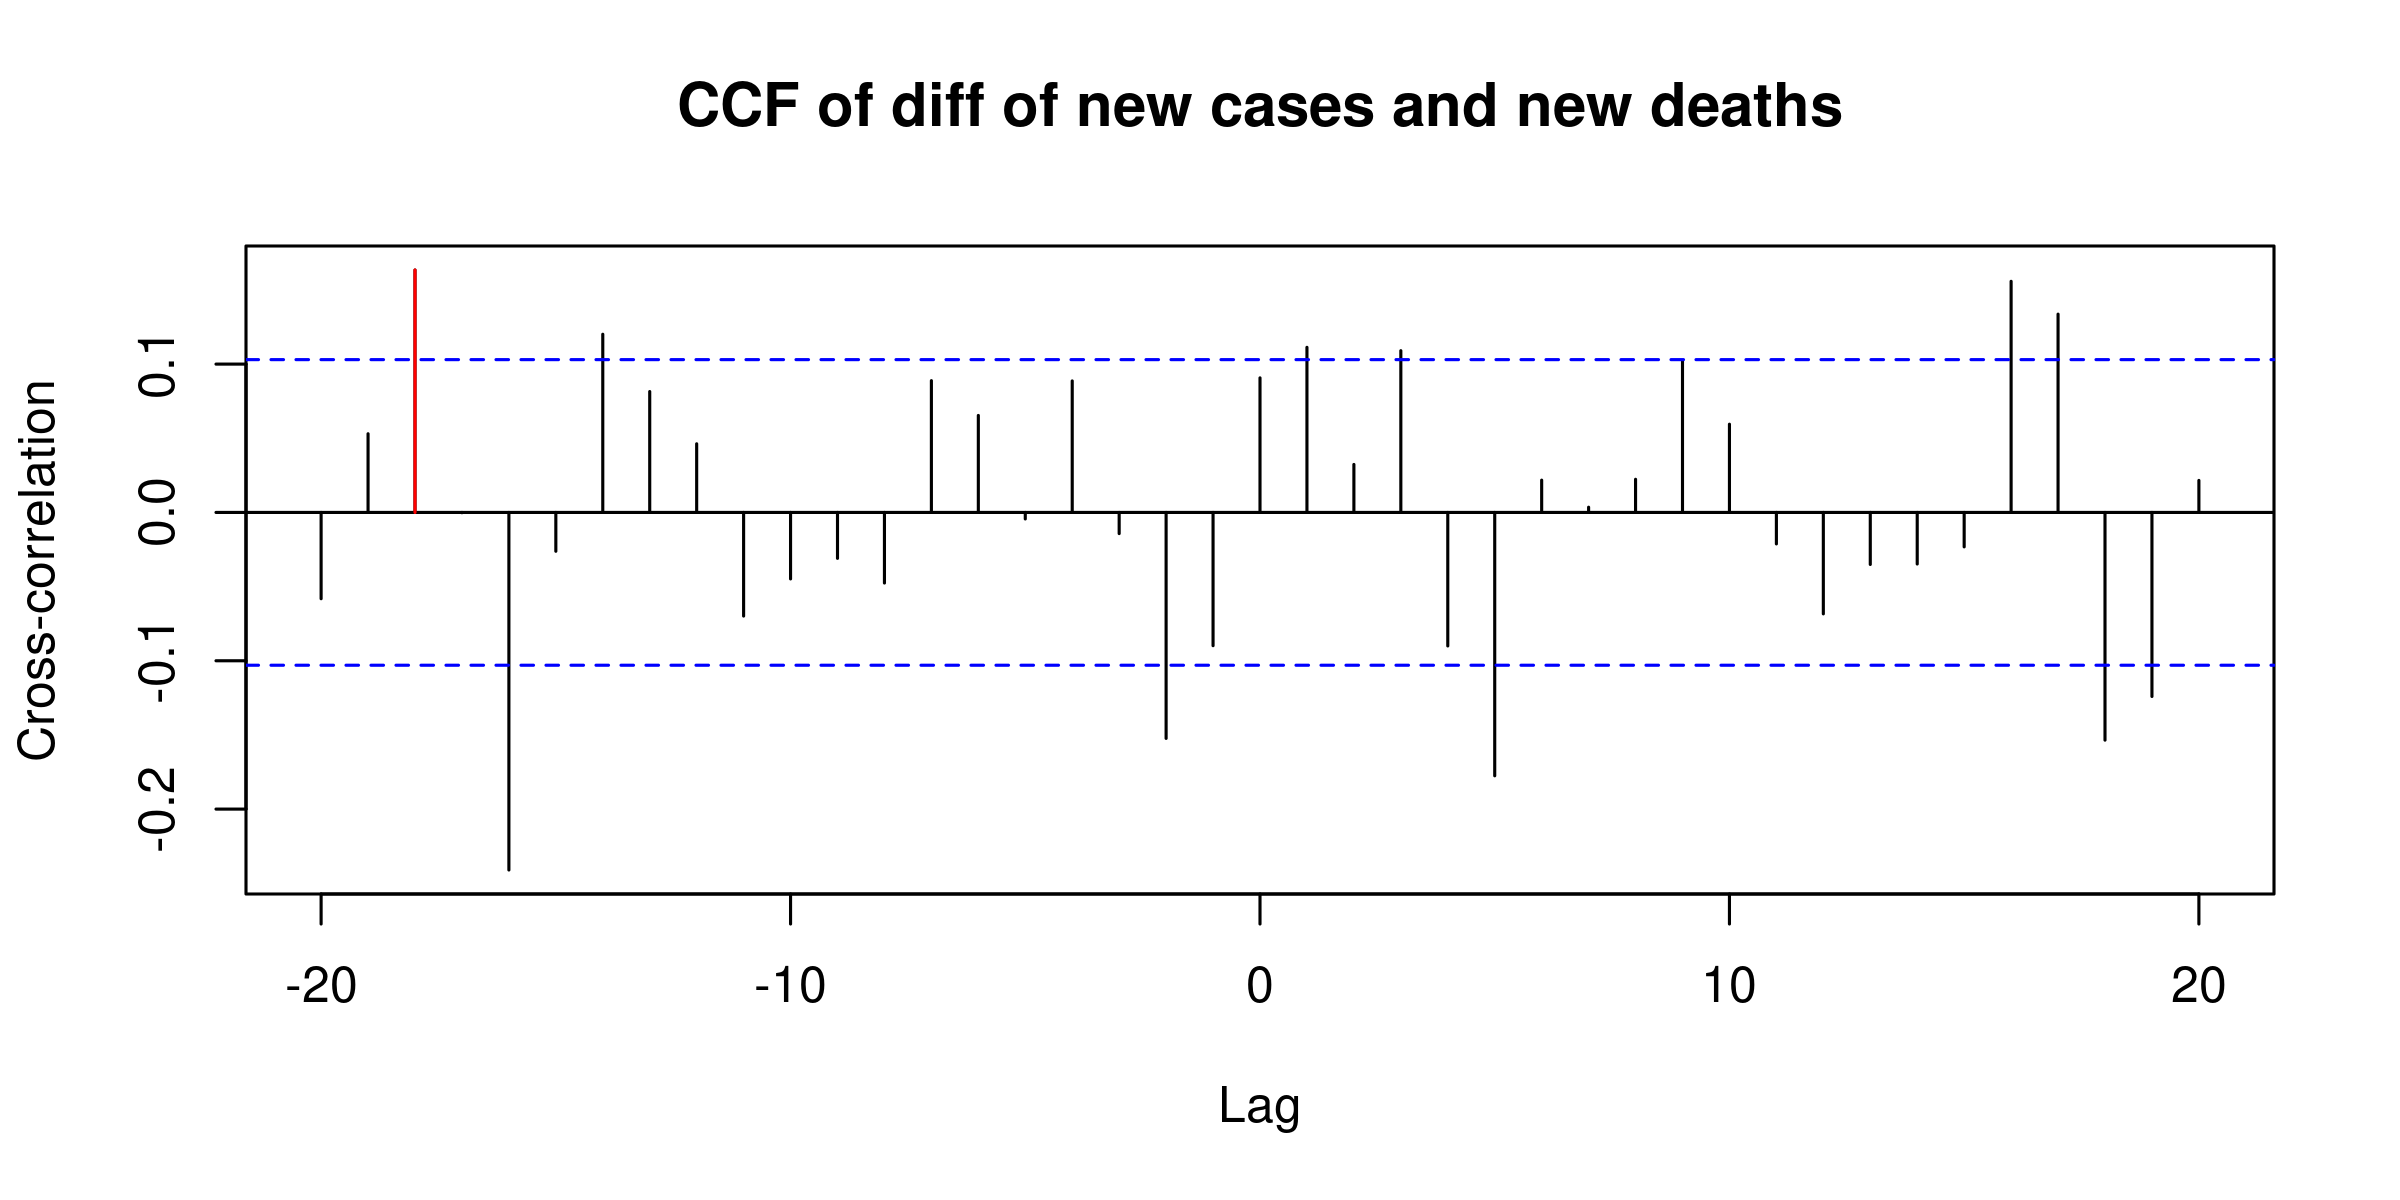 CCF of diff of new cases and new deaths
Cross-correlation
0.1
0.0
-0.1
-0.2
-20 -10 0 10 20
Lag